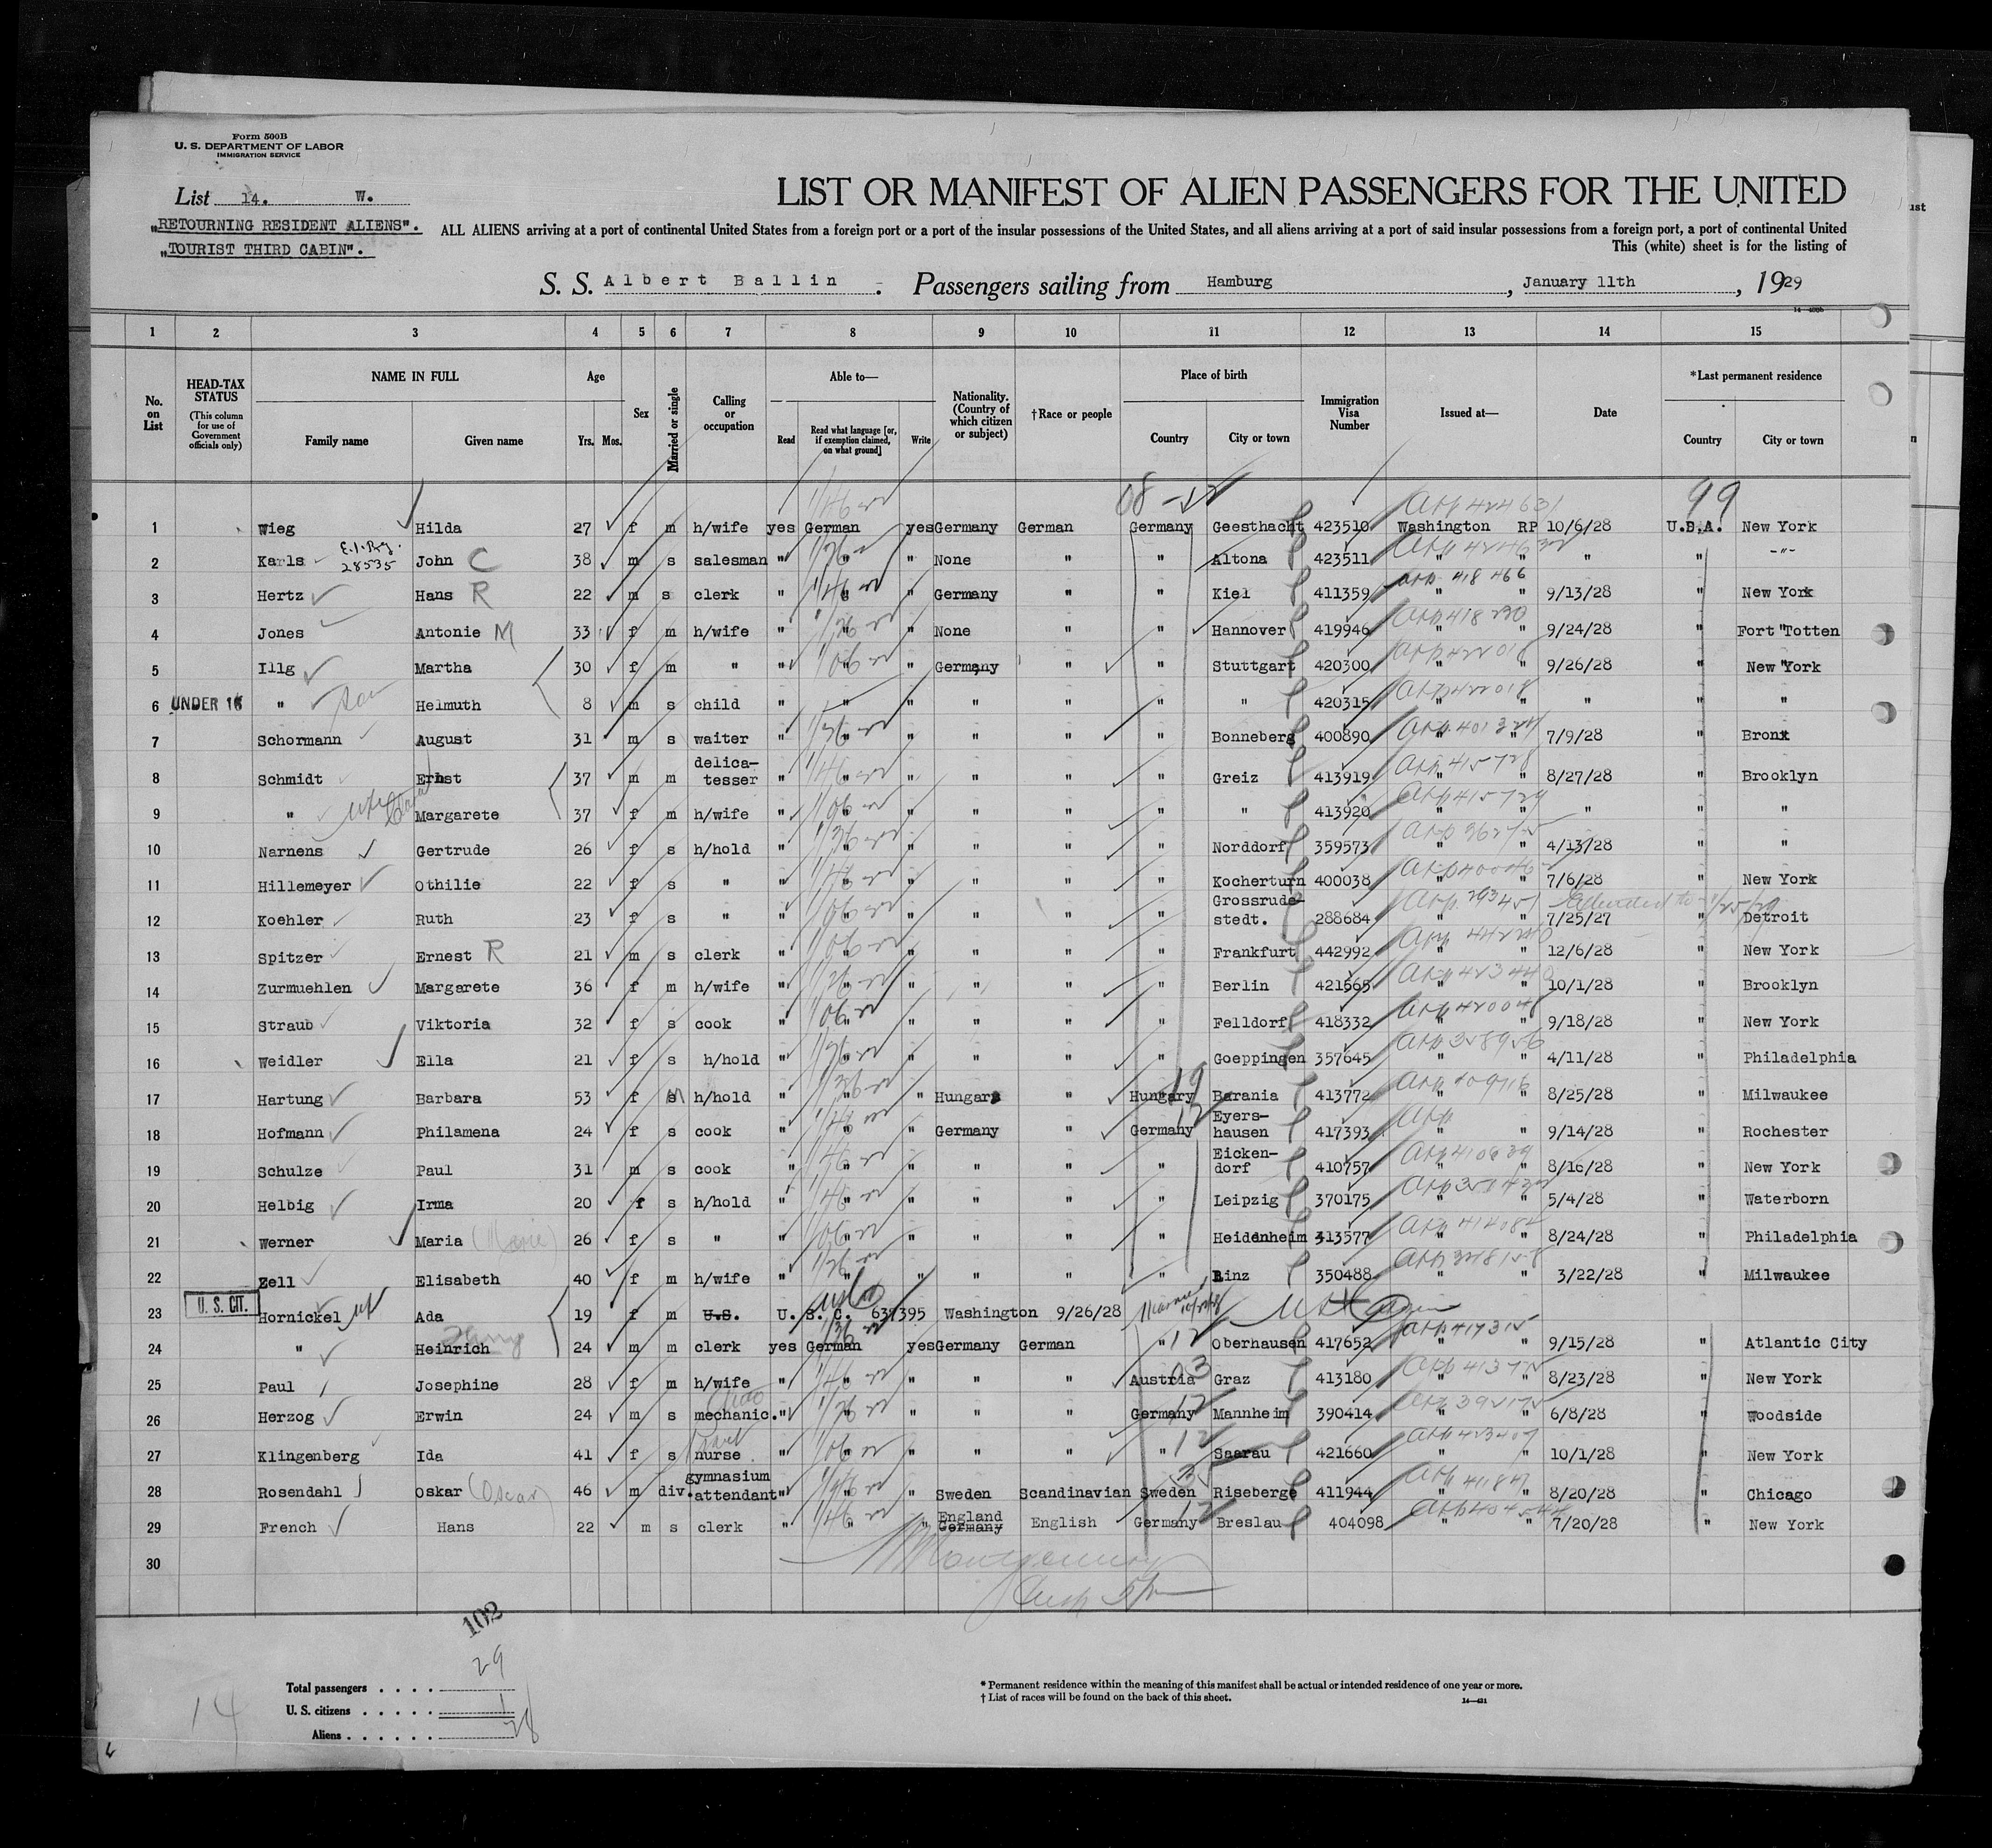 Form 500B
U. S. DEPARTMENT OF LABOR
IMMIGRATION SERVICE
List 14. W.
LIST OR MANIFEST OF ALIEN PASSENGERS FOR THE UNITED
„RETOURNING RESIDENT ALIENS".
ALL ALIENS arriving at a port of continental United States from a foreign port or a port of the insular possessions of the United States, and all aliens arriving at a port of said insular possessions from a foreign port, a port of continental United
„TOURIST THIRD CABIN".
This (white) sheet is for the listing of
S. S. Albert Ballin . Passengers sailing from Hamburg , January 11th , 1929
1 2 3 4 5 6 7 8 9 10 11 12 13 14 15
No. on List
HEAD-TAX STATUS (This column for use of Government officials only)
NAME IN FULL Family name Given name
Age Yrs. Mos.
Sex
Married or single
Calling or occupation
Able to— Read Read what language [or, if exemption claimed, on what ground] Write
Nationality. (Country of which citizen or subject)
†Race or people
Place of birth Country City or town
Immigration Visa Number
Issued at—
Date
*Last permanent residence Country City or town
08 99
1 Wieg Hilda 27 f m h/wife yes German yes Germany German Germany Geesthacht 423510 Washington RP 10/6/28 U.S.A. New York
2 Karls 28535 John C 38 m s salesman " " " None " " Altona 423511 " " " " -"-
3 Hertz Hans R 22 m s clerk " " " Germany " " Kiel 411359 " " 9/13/28 " New York
4 Jones Antonie M 33 f m h/wife " " " None " " Hannover 419946 " " 9/24/28 " Fort Totten
5 Illg Martha 30 f m " " " " Germany " " Stuttgart 420300 " " 9/26/28 " New York
6 UNDER 16 " Helmuth 8 m s child " " " " " " 420315 " " " " "
7 Schormann August 31 m s waiter " " " " " " Bonneberg 400890 " " 7/9/28 " Bronx
8 Schmidt Ernst 37 m m delica-tesser " " " " " " Greiz 413919 " " 8/27/28 " Brooklyn
9 " wife Margarete 37 f m h/wife " " " " " " " 413920 " " " " "
10 Narnens Gertrude 26 f s h/hold " " " " " " Norddorf 359573 " " 4/13/28 " "
11 Hillemeyer Othilie 22 f s " " " " " " " Kocherturn 400038 " " 7/6/28 " New York
12 Koehler Ruth 23 f s " " " " " " " Grossrude-stedt. 288684 " " 7/25/27 " Detroit
13 Spitzer Ernest R 21 m s clerk " " " " " " Frankfurt 442992 " " 12/6/28 " New York
14 Zurmuehlen Margarete 36 f m h/wife " " " " " Berlin 421565 " " 10/1/28 " Brooklyn
15 Straub Viktoria 32 f s cook " " " " " " Felldorf 418332 " " 9/18/28 " New York
16 Weidler Ella 21 f s h/hold " " " " " " Goeppingen 357645 " " 4/11/28 " Philadelphia
17 Hartung Barbara 53 f M h/hold " " " Hungary " Hungary Barania 413772 " " 8/25/28 " Milwaukee
18 Hofmann Philamena 24 f s cook " " " Germany " Germany Eyers-hausen 417393 " " 9/14/28 " Rochester
19 Schulze Paul 31 m s cook " " " " " " Eicken-dorf 410757 " " 8/16/28 " New York
20 Helbig Irma 20 f s h/hold " " " " " " Leipzig 370175 " " 5/4/28 " Waterborn
21 Werner Maria (Marie) 26 f s " " " " " " " Heidenheim 413577 " " 8/24/28 " Philadelphia
22 Zell Elisabeth 40 f m h/wife " " " " " " Linz 350488 " " 3/22/28 " Milwaukee
23 U. S. CIT. Hornickel Ada 19 f m U.S. U. S. C. 637395 Washington 9/26/28
24 " Heinrich 24 m m clerk yes German yes Germany German " 12 Oberhausen 417652 " " 9/15/28 " Atlantic City
25 Paul Josephine 28 f m h/wife " " " " " Austria 03 Graz 413180 " " 8/23/28 " New York
26 Herzog Erwin 24 m s mechanic. " " " " " Germany 12 Mannheim 390414 " " 6/8/28 " Woodside
27 Klingenberg Ida 41 f s nurse " " " " " " 12 Saarau 421660 " " 10/1/28 " New York
28 Rosendahl Oskar (Oscar) 46 m div. gymnasium attendant " " " Sweden Scandinavian Sweden 35 Riseberge 411944 " " 8/20/28 " Chicago
29 French Hans 22 m s clerk " " " England Germany English Germany 12 Breslau 404098 " " 7/20/28 " New York
30
Montgomery
Insp
102
Total passengers . . . . 29
U. S. citizens . . . . . 1
Aliens . . . . . . 28
14
* Permanent residence within the meaning of this manifest shall be actual or intended residence of one year or more.
† List of races will be found on the back of this sheet.
14—431